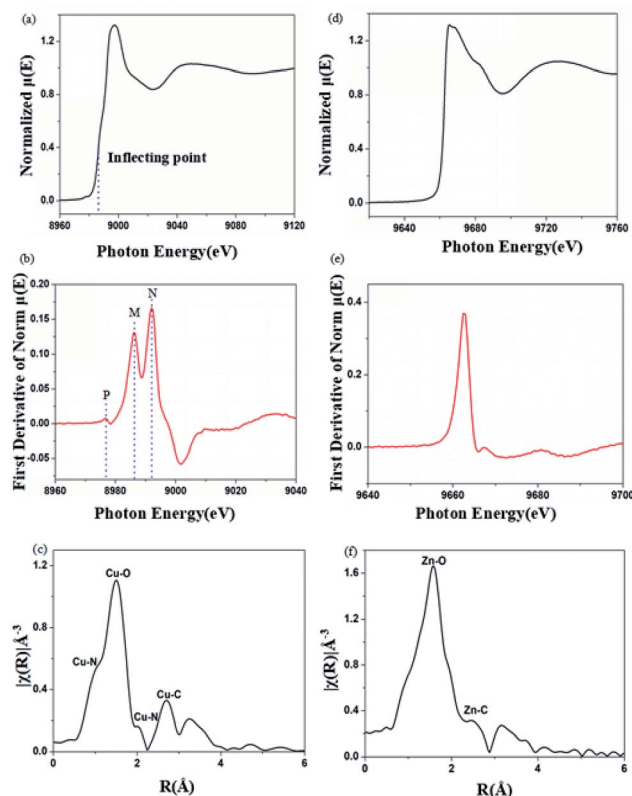 (a)
Normalized μ(E)
1.2
0.8
0.4
0.0
Inflecting point
8960 9000 9040 9080 9120
Photon Energy(eV)
(d)
Normalized μ(E)
1.2
0.8
0.4
0.0
9640 9680 9720 9760
Photon Energy(eV)
(b)
First Derivative of Norm μ(E)
0.20
0.15
0.10
0.05
0.00
-0.05
P
M
N
8960 8980 9000 9020 9040
Photon Energy(eV)
(e)
First Derivative of Norm μ(E)
0.4
0.2
0.0
9640 9660 9680 9700
Photon Energy(eV)
(c)
|χ(R)|Å-3
1.2
0.8
0.4
0.0
Cu-N
Cu-O
Cu-N
Cu-C
0 2 4 6
R(Å)
(f)
|χ(R)|Å-3
1.6
1.2
0.8
0.4
0.0
Zn-O
Zn-C
0 2 4 6
R(Å)